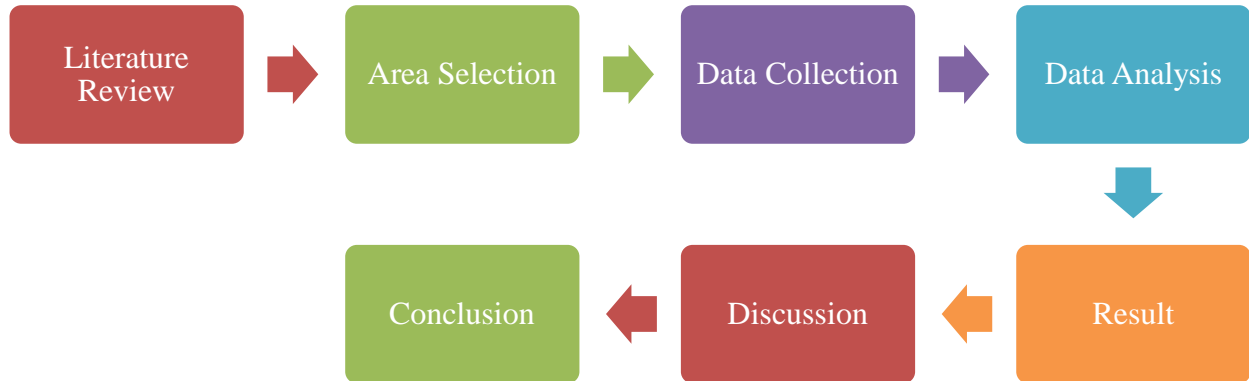 Literature
Review
Area Selection
Data Collection
Data Analysis
Result
Discussion
Conclusion